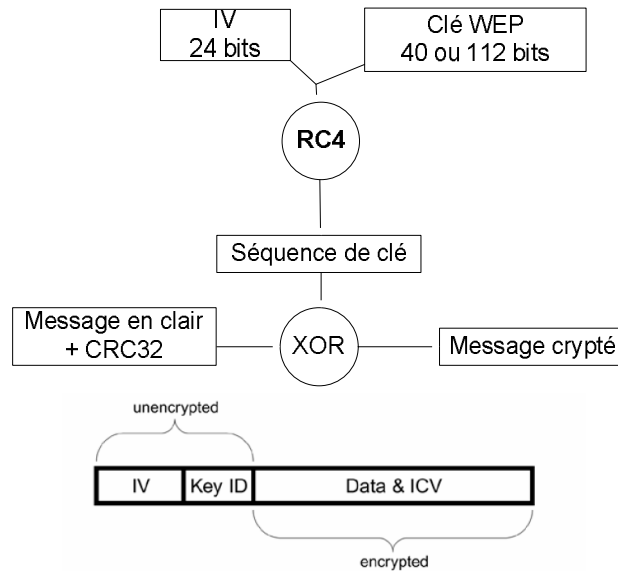 IV
24 bits
Clé WEP
40 ou 112 bits
RC4
Séquence de clé
Message en clair
+ CRC32
XOR
Message crypté
unencrypted
IV
Key ID
Data & ICV
encrypted